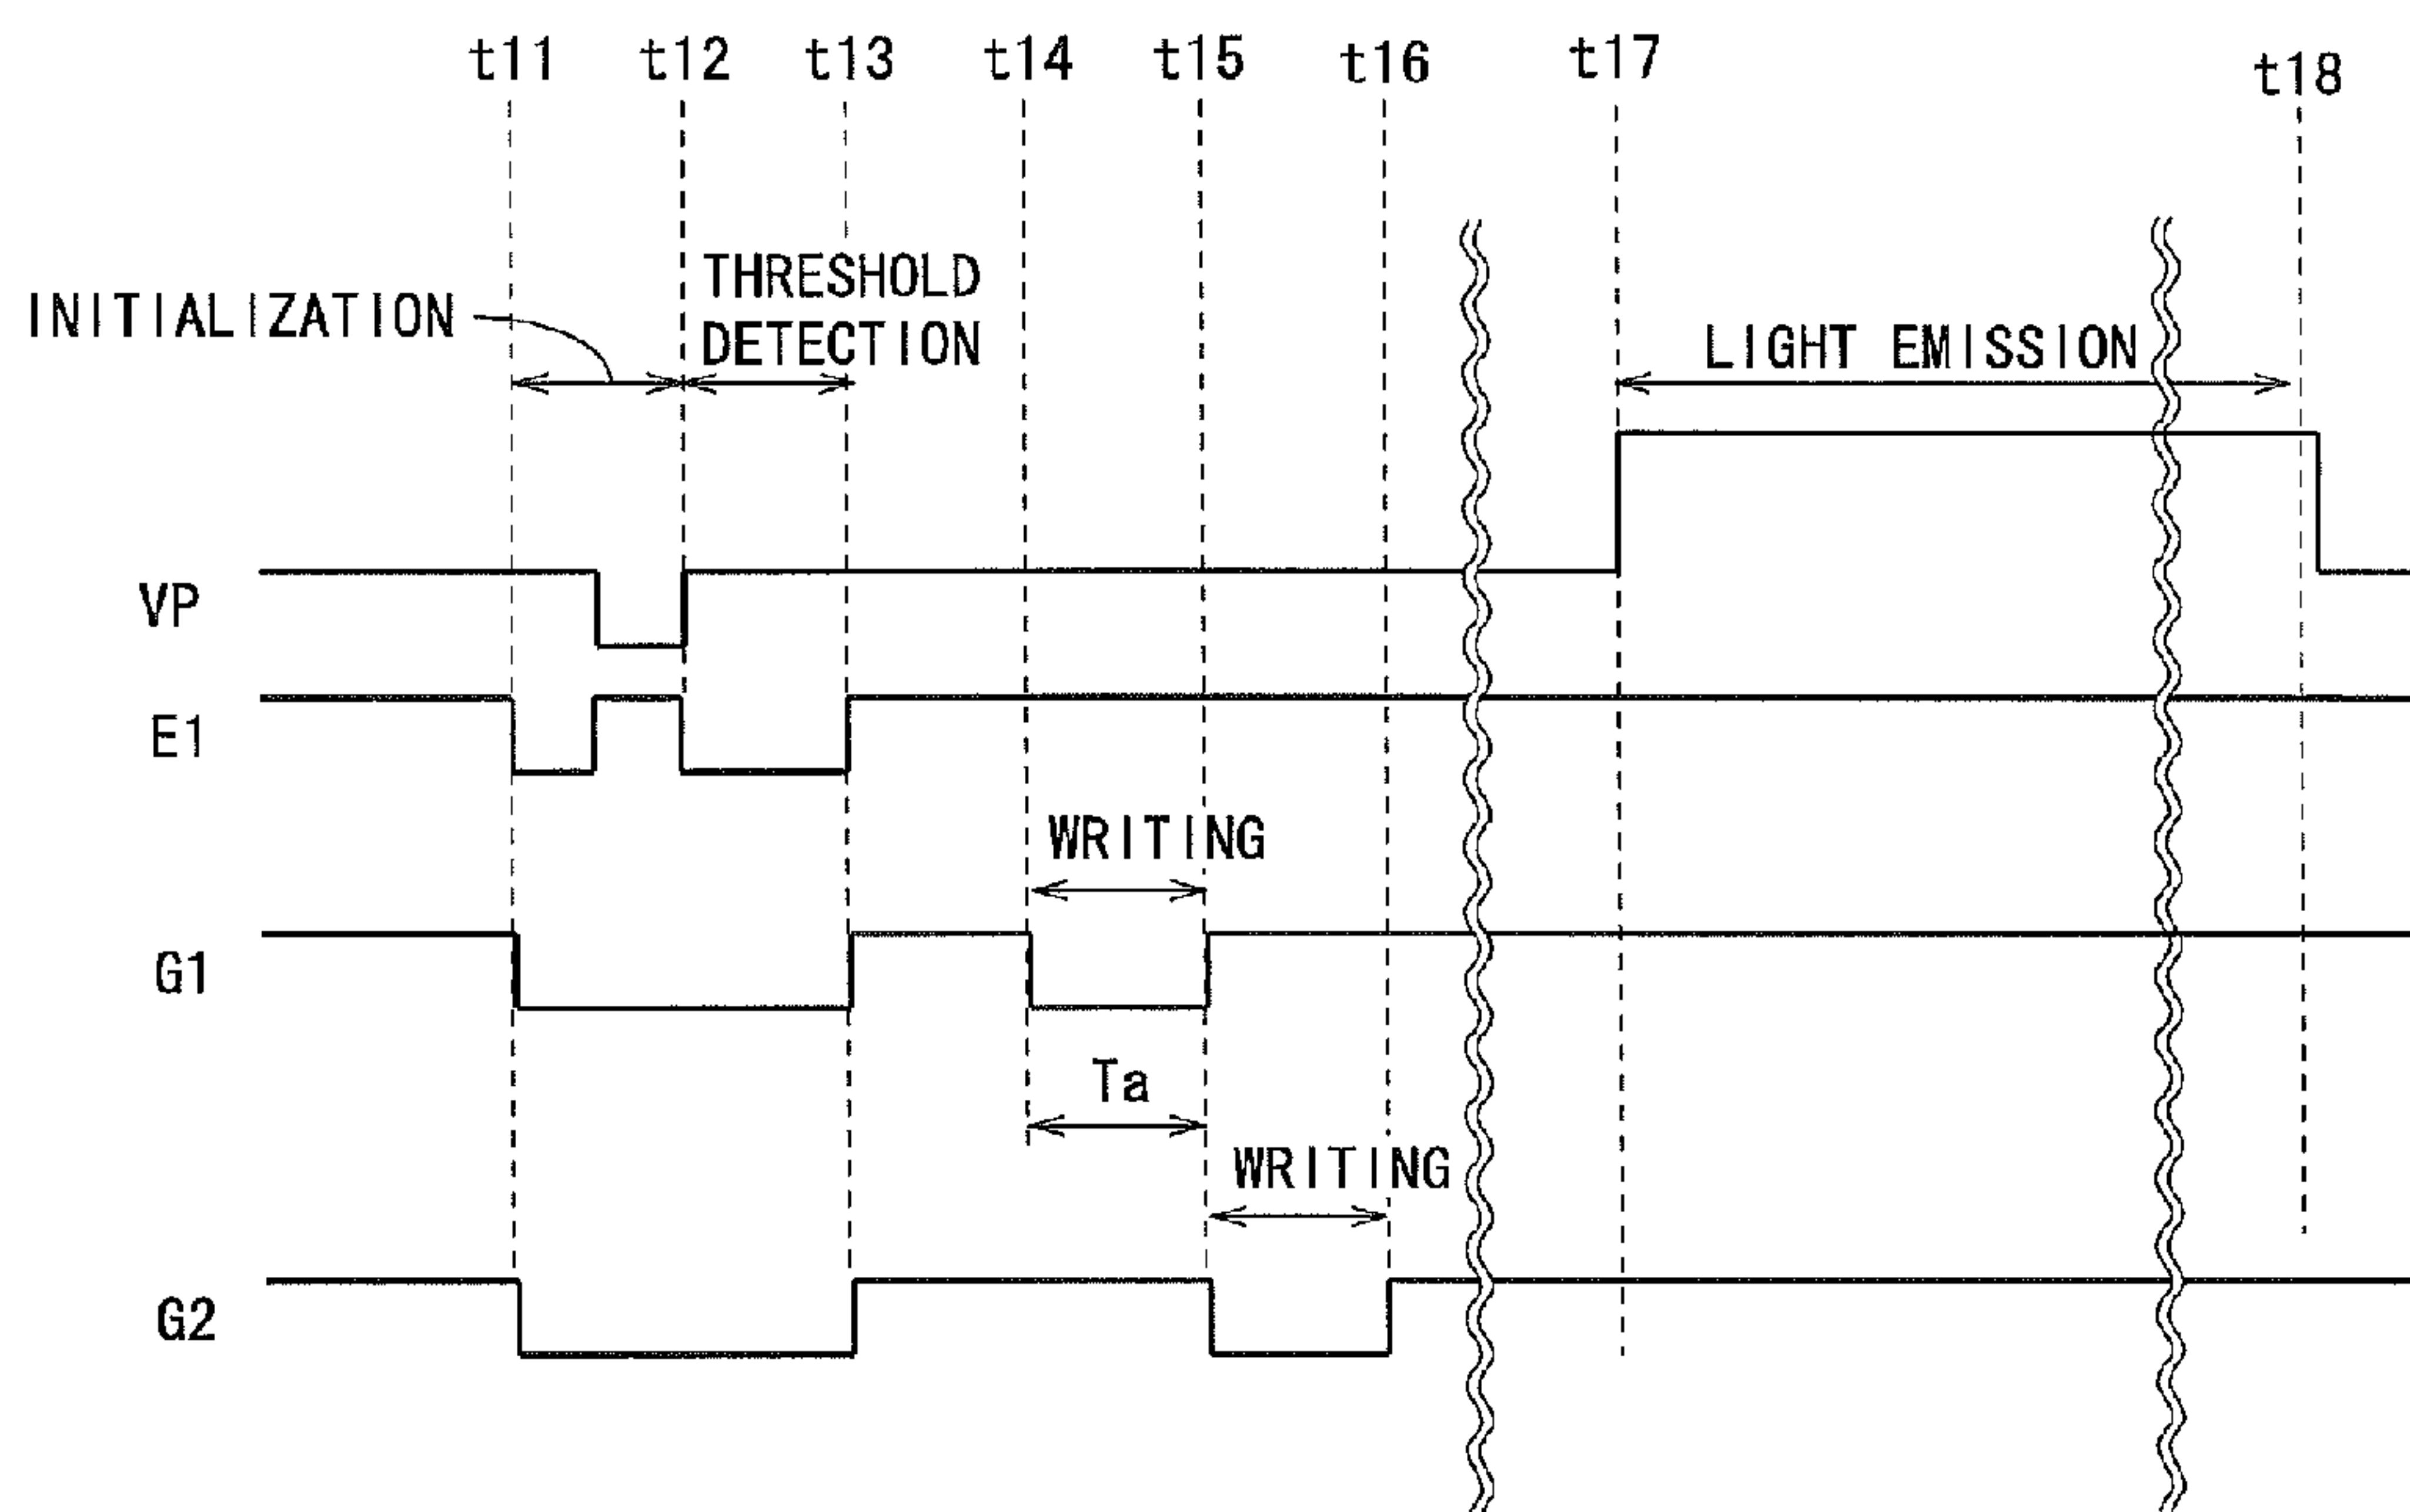 t11 t12 t13 t14 t15 t16 t17 t18
THRESHOLD
INITIALIZATION
DETECTION
LIGHT EMISSION
VP
E1
WRITING
G1
Ta
WRITING
G2